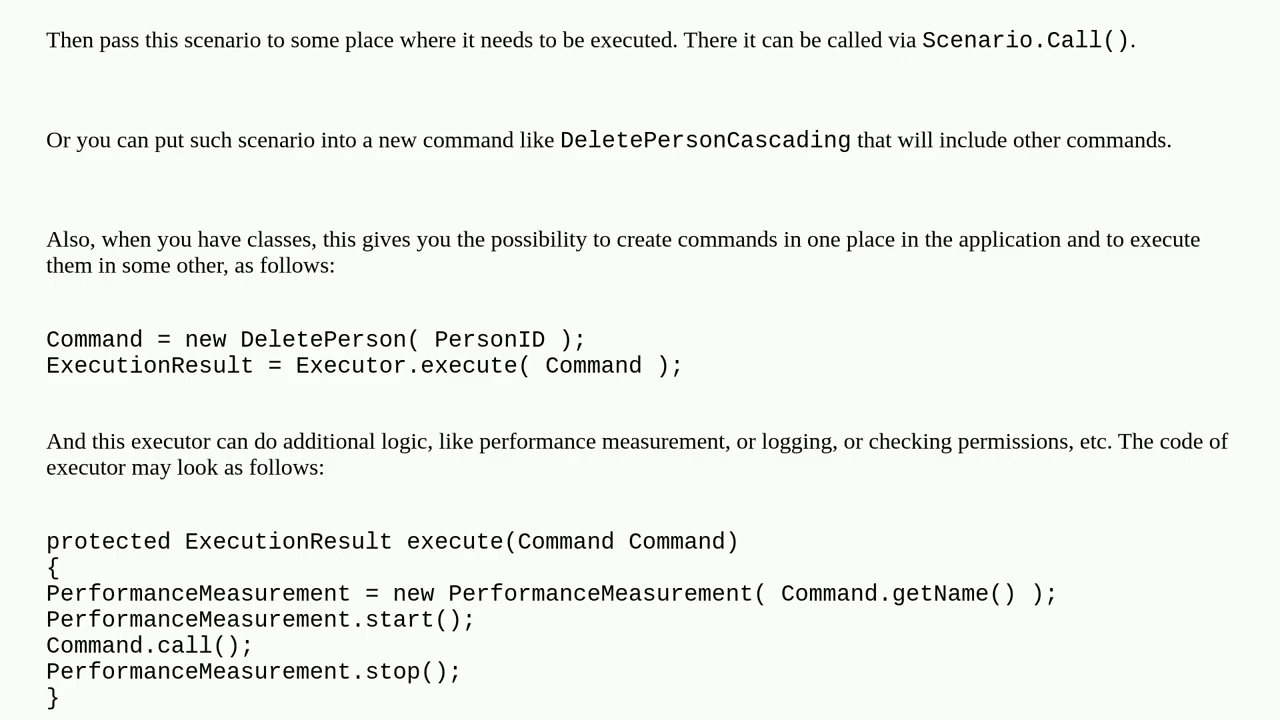 Then pass this scenario to some place where it needs to be executed. There it can be called via Scenario.Call().
Or you can put such scenario into a new command like DeletePersonCascading that will include other commands.
Also, when you have classes, this gives you the possibility to create commands in one place in the application and to execute
them in some other, as follows:
Command = new DeletePerson( PersonID );
ExecutionResult = Executor.execute( Command );
And this executor can do additional logic, like performance measurement, or logging, or checking permissions, etc. The code of
executor may look as follows:
protected ExecutionResult execute(Command Command)
{
PerformanceMeasurement = new PerformanceMeasurement( Command.getName() );
PerformanceMeasurement.start();
Command.call();
PerformanceMeasurement.stop();
}